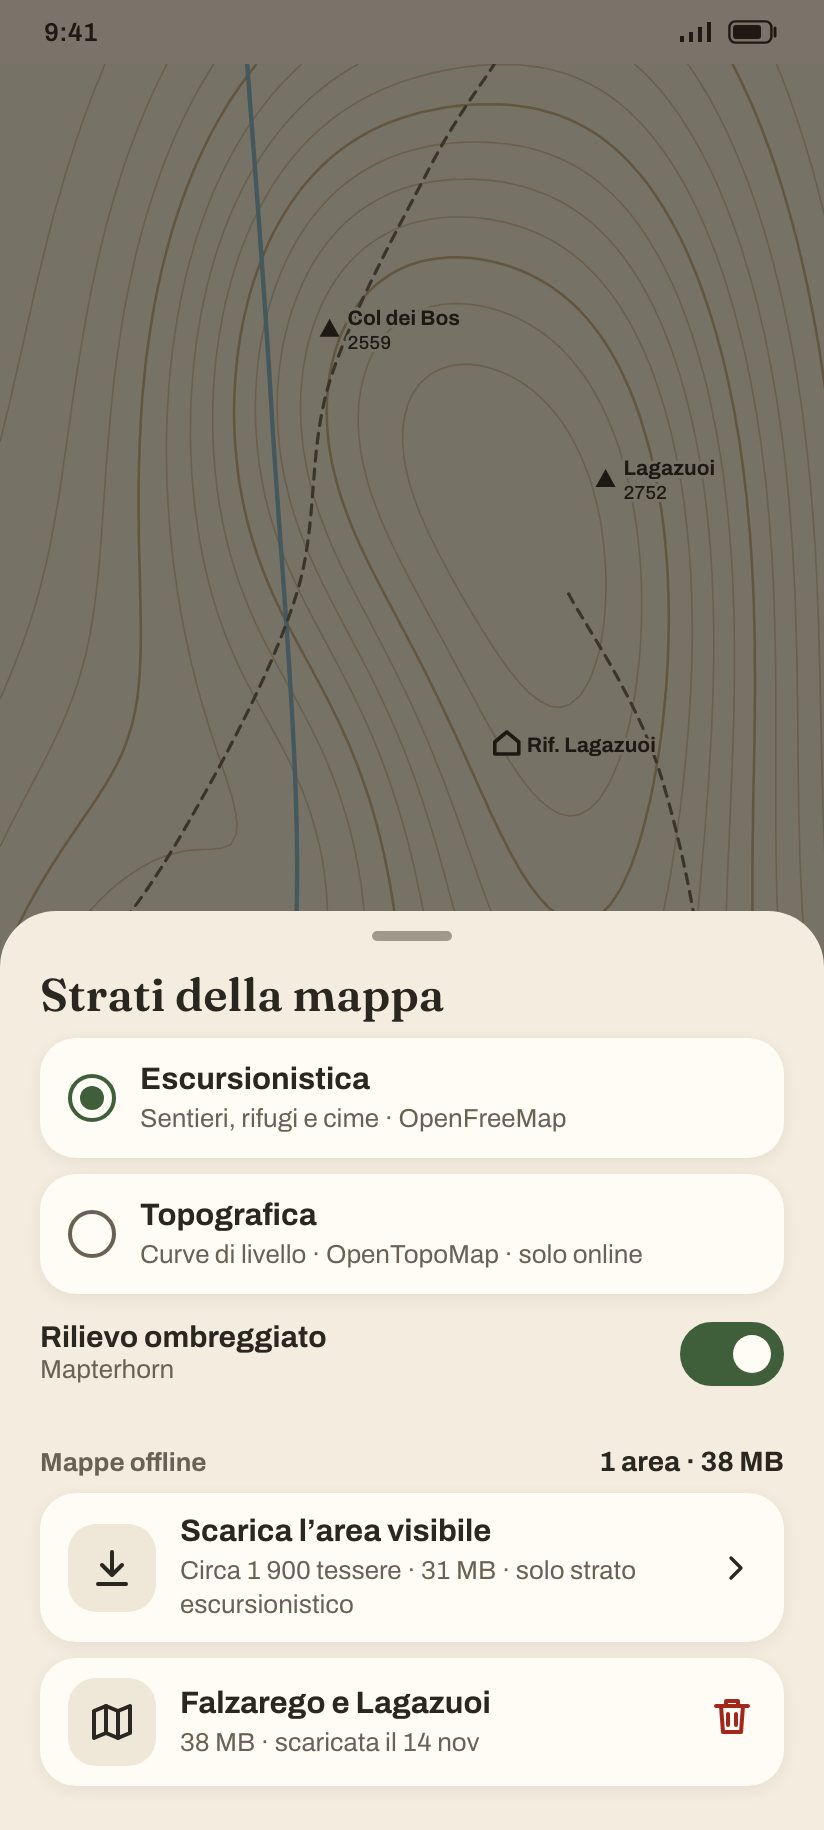 9:41
Col dei Bos
2559
Lagazuoi
2752
Rif. Lagazuoi
Strati della mappa
Escursionistica
Sentieri, rifugi e cime · OpenFreeMap
Topografica
Curve di livello · OpenTopoMap · solo online
Rilievo ombreggiato
Mapterhorn
Mappe offline
1 area · 38 MB
Scarica l’area visibile
Circa 1 900 tessere · 31 MB · solo strato
escursionistico
Falzarego e Lagazuoi
38 MB · scaricata il 14 nov